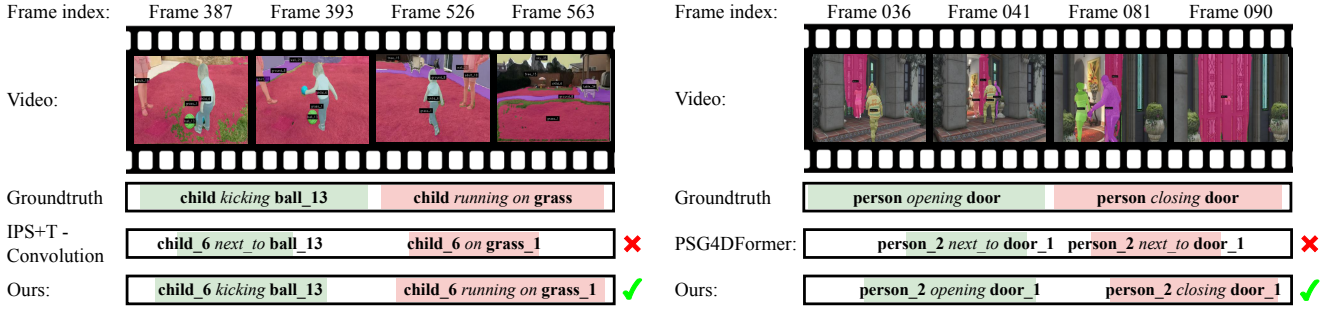 Frame index: Frame 387 Frame 393 Frame 526 Frame 563
Video:
Groundtruth child kicking ball_13 child running on grass
IPS+T - Convolution child_6 next_to ball_13 child_6 on grass_1
Ours: child_6 kicking ball_13 child_6 running on grass_1
Frame index: Frame 036 Frame 041 Frame 081 Frame 090
Video:
Groundtruth person opening door person closing door
PSG4DFormer: person_2 next_to door_1 person_2 next_to door_1
Ours: person_2 opening door_1 person_2 closing door_1